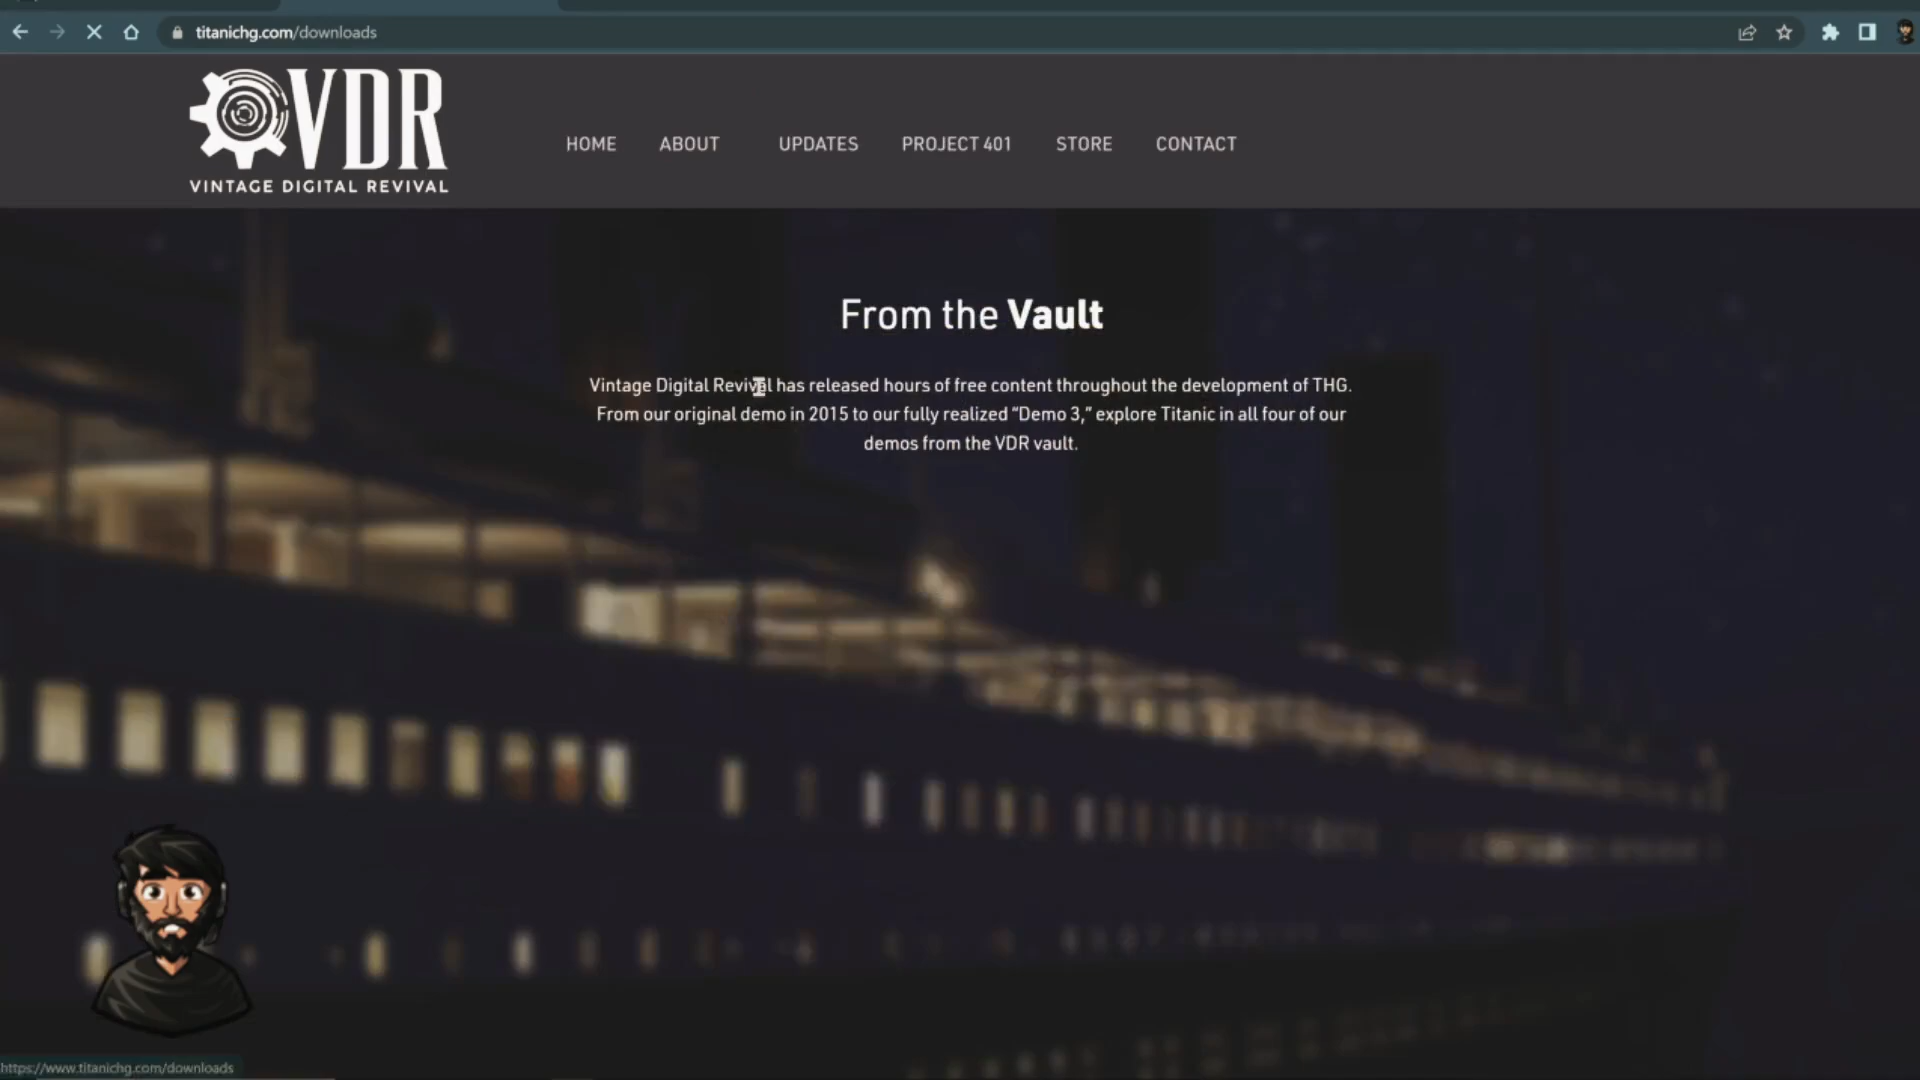 titanichg.com/downloads
VDR
VINTAGE DIGITAL REVIVAL
HOME ABOUT UPDATES PROJECT 401 STORE CONTACT
From the Vault
Vintage Digital Revival has released hours of free content throughout the development of THG.
From our original demo in 2015 to our fully realized “Demo 3,” explore Titanic in all four of our
demos from the VDR vault.
https://www.titanichg.com/downloads